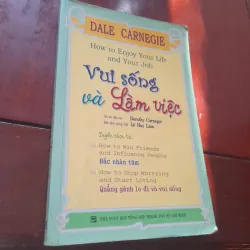 DALE CARNEGIE
How to Enjoy Your Life
and Your Job
Vui sống
và Làm việc
Dorothy Carnegie
Tuyển chọn từ:
How to Win Friends
and Influence People
Đắc nhân tâm
How to Stop Worrying
and Start Living
Quẳng gánh lo đi và vui sống